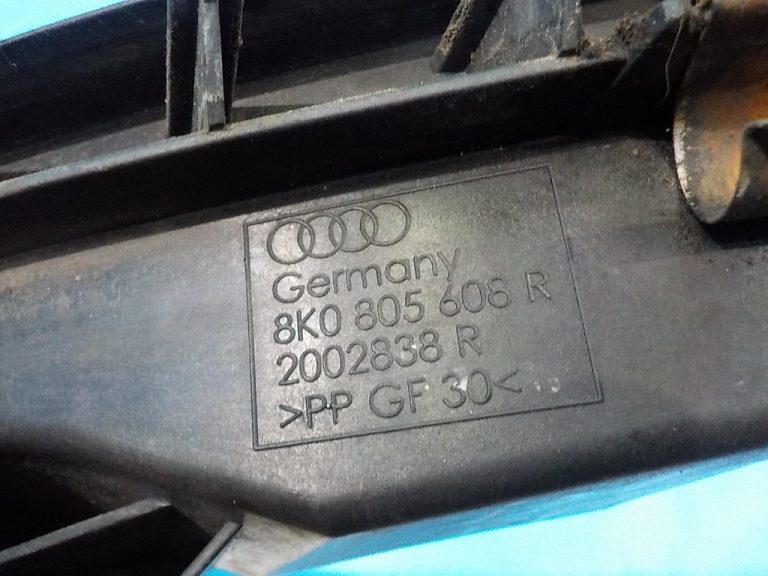 Germany
8K0 805 608 R
2002838 R
>PP GF 30<